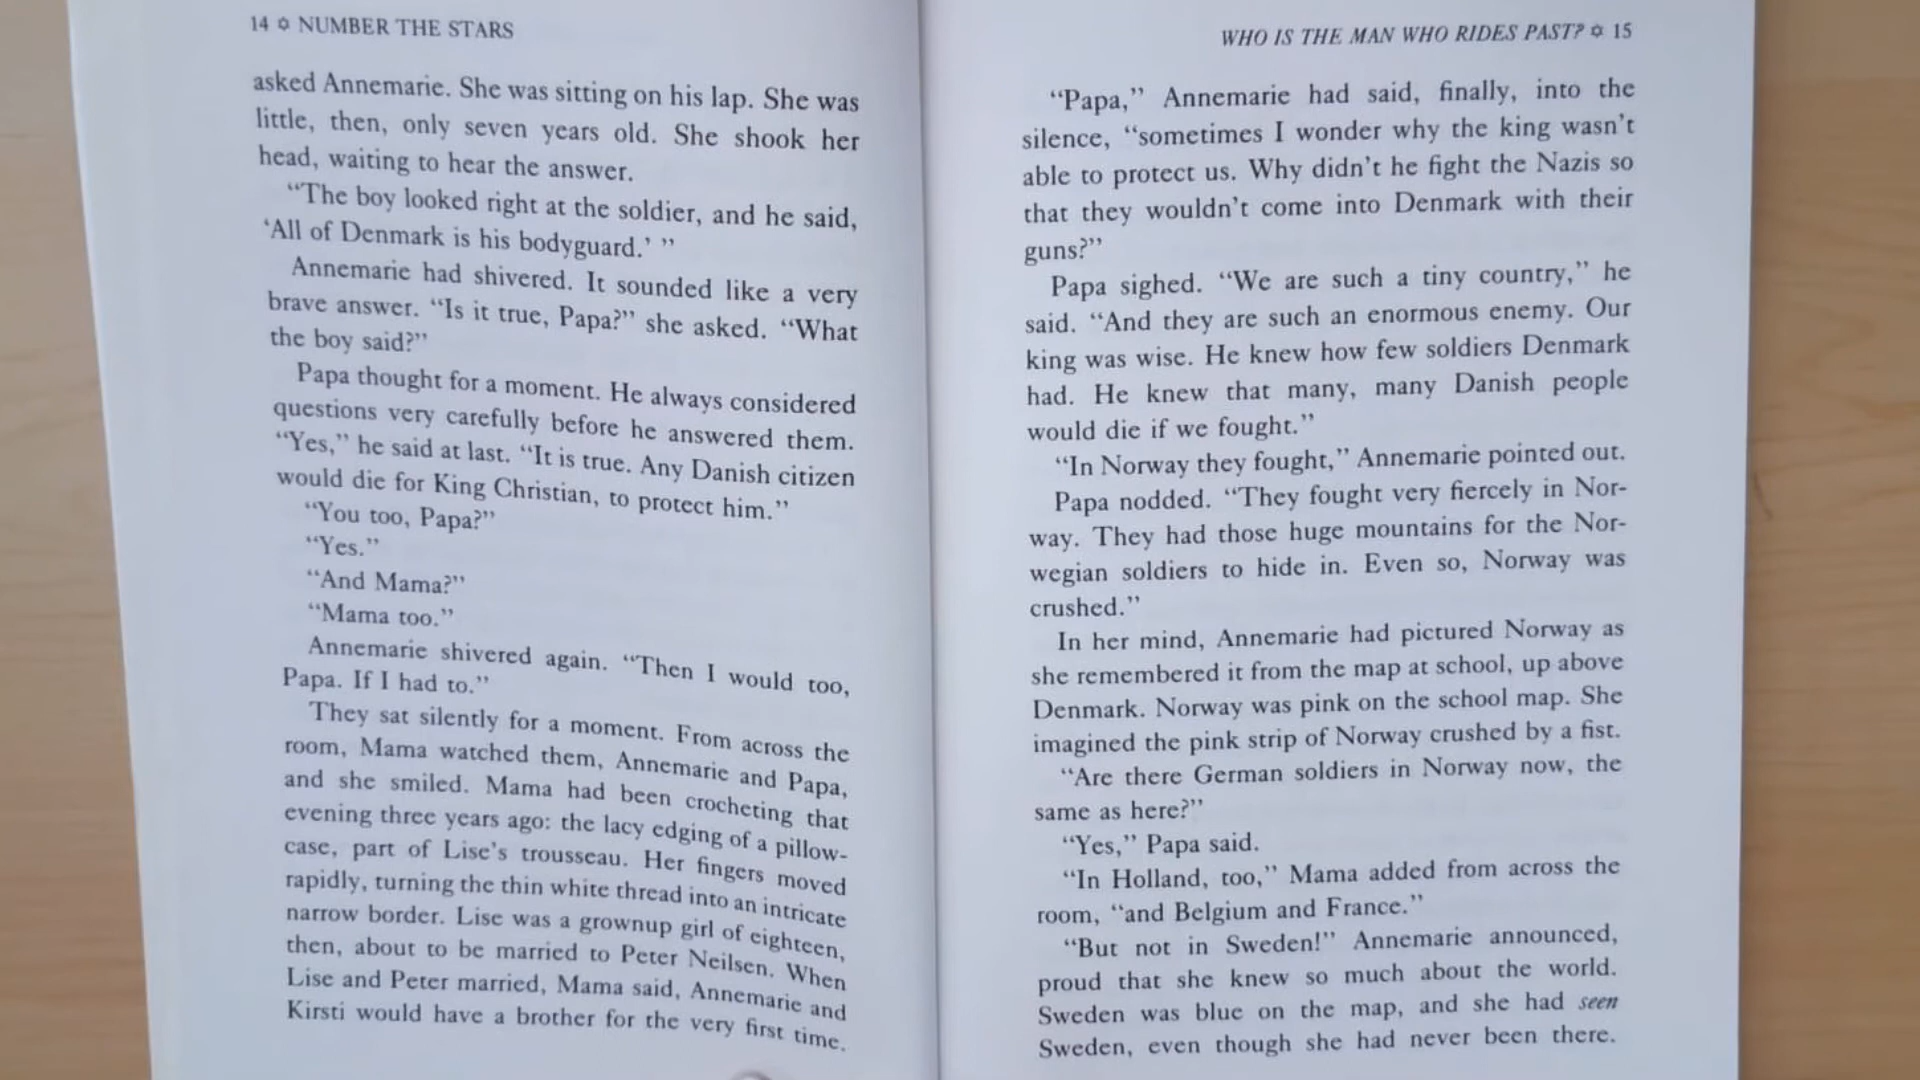 14 ✡ NUMBER THE STARS
asked Annemarie. She was sitting on his lap. She was
little, then, only seven years old. She shook her
head, waiting to hear the answer.
“The boy looked right at the soldier, and he said,
‘All of Denmark is his bodyguard.’ ”
Annemarie had shivered. It sounded like a very
brave answer. “Is it true, Papa?” she asked. “What
the boy said?”
Papa thought for a moment. He always considered
questions very carefully before he answered them.
“Yes,” he said at last. “It is true. Any Danish citizen
would die for King Christian, to protect him.”
“You too, Papa?”
“Yes.”
“And Mama?”
“Mama too.”
Annemarie shivered again. “Then I would too,
Papa. If I had to.”
They sat silently for a moment. From across the
room, Mama watched them, Annemarie and Papa,
and she smiled. Mama had been crocheting that
evening three years ago: the lacy edging of a pillow-
case, part of Lise’s trousseau. Her fingers moved
rapidly, turning the thin white thread into an intricate
narrow border. Lise was a grownup girl of eighteen,
then, about to be married to Peter Neilsen. When
Lise and Peter married, Mama said, Annemarie and
Kirsti would have a brother for the very first time.
WHO IS THE MAN WHO RIDES PAST? ✡ 15
“Papa,” Annemarie had said, finally, into the
silence, “sometimes I wonder why the king wasn’t
able to protect us. Why didn’t he fight the Nazis so
that they wouldn’t come into Denmark with their
guns?”
Papa sighed. “We are such a tiny country,” he
said. “And they are such an enormous enemy. Our
king was wise. He knew how few soldiers Denmark
had. He knew that many, many Danish people
would die if we fought.”
“In Norway they fought,” Annemarie pointed out.
Papa nodded. “They fought very fiercely in Nor-
way. They had those huge mountains for the Nor-
wegian soldiers to hide in. Even so, Norway was
crushed.”
In her mind, Annemarie had pictured Norway as
she remembered it from the map at school, up above
Denmark. Norway was pink on the school map. She
imagined the pink strip of Norway crushed by a fist.
“Are there German soldiers in Norway now, the
same as here?”
“Yes,” Papa said.
“In Holland, too,” Mama added from across the
room, “and Belgium and France.”
“But not in Sweden!” Annemarie announced,
proud that she knew so much about the world.
Sweden was blue on the map, and she had seen
Sweden, even though she had never been there.